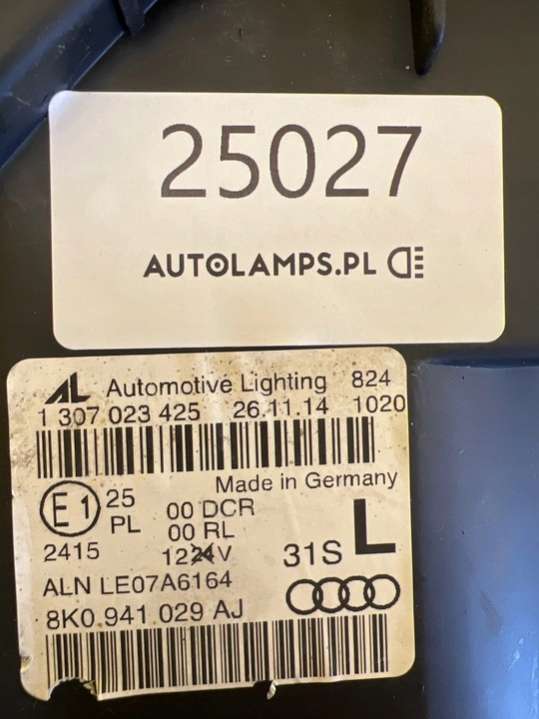 25027
AUTOLAMPS.PL
AL Automotive Lighting 824
1 307 023 425 26.11.14 1020
Made in Germany
E1 25 00 DCR
PL 00 RL L
2415 1224V 31S
ALN LE07A6164
8K0.941.029 AJ